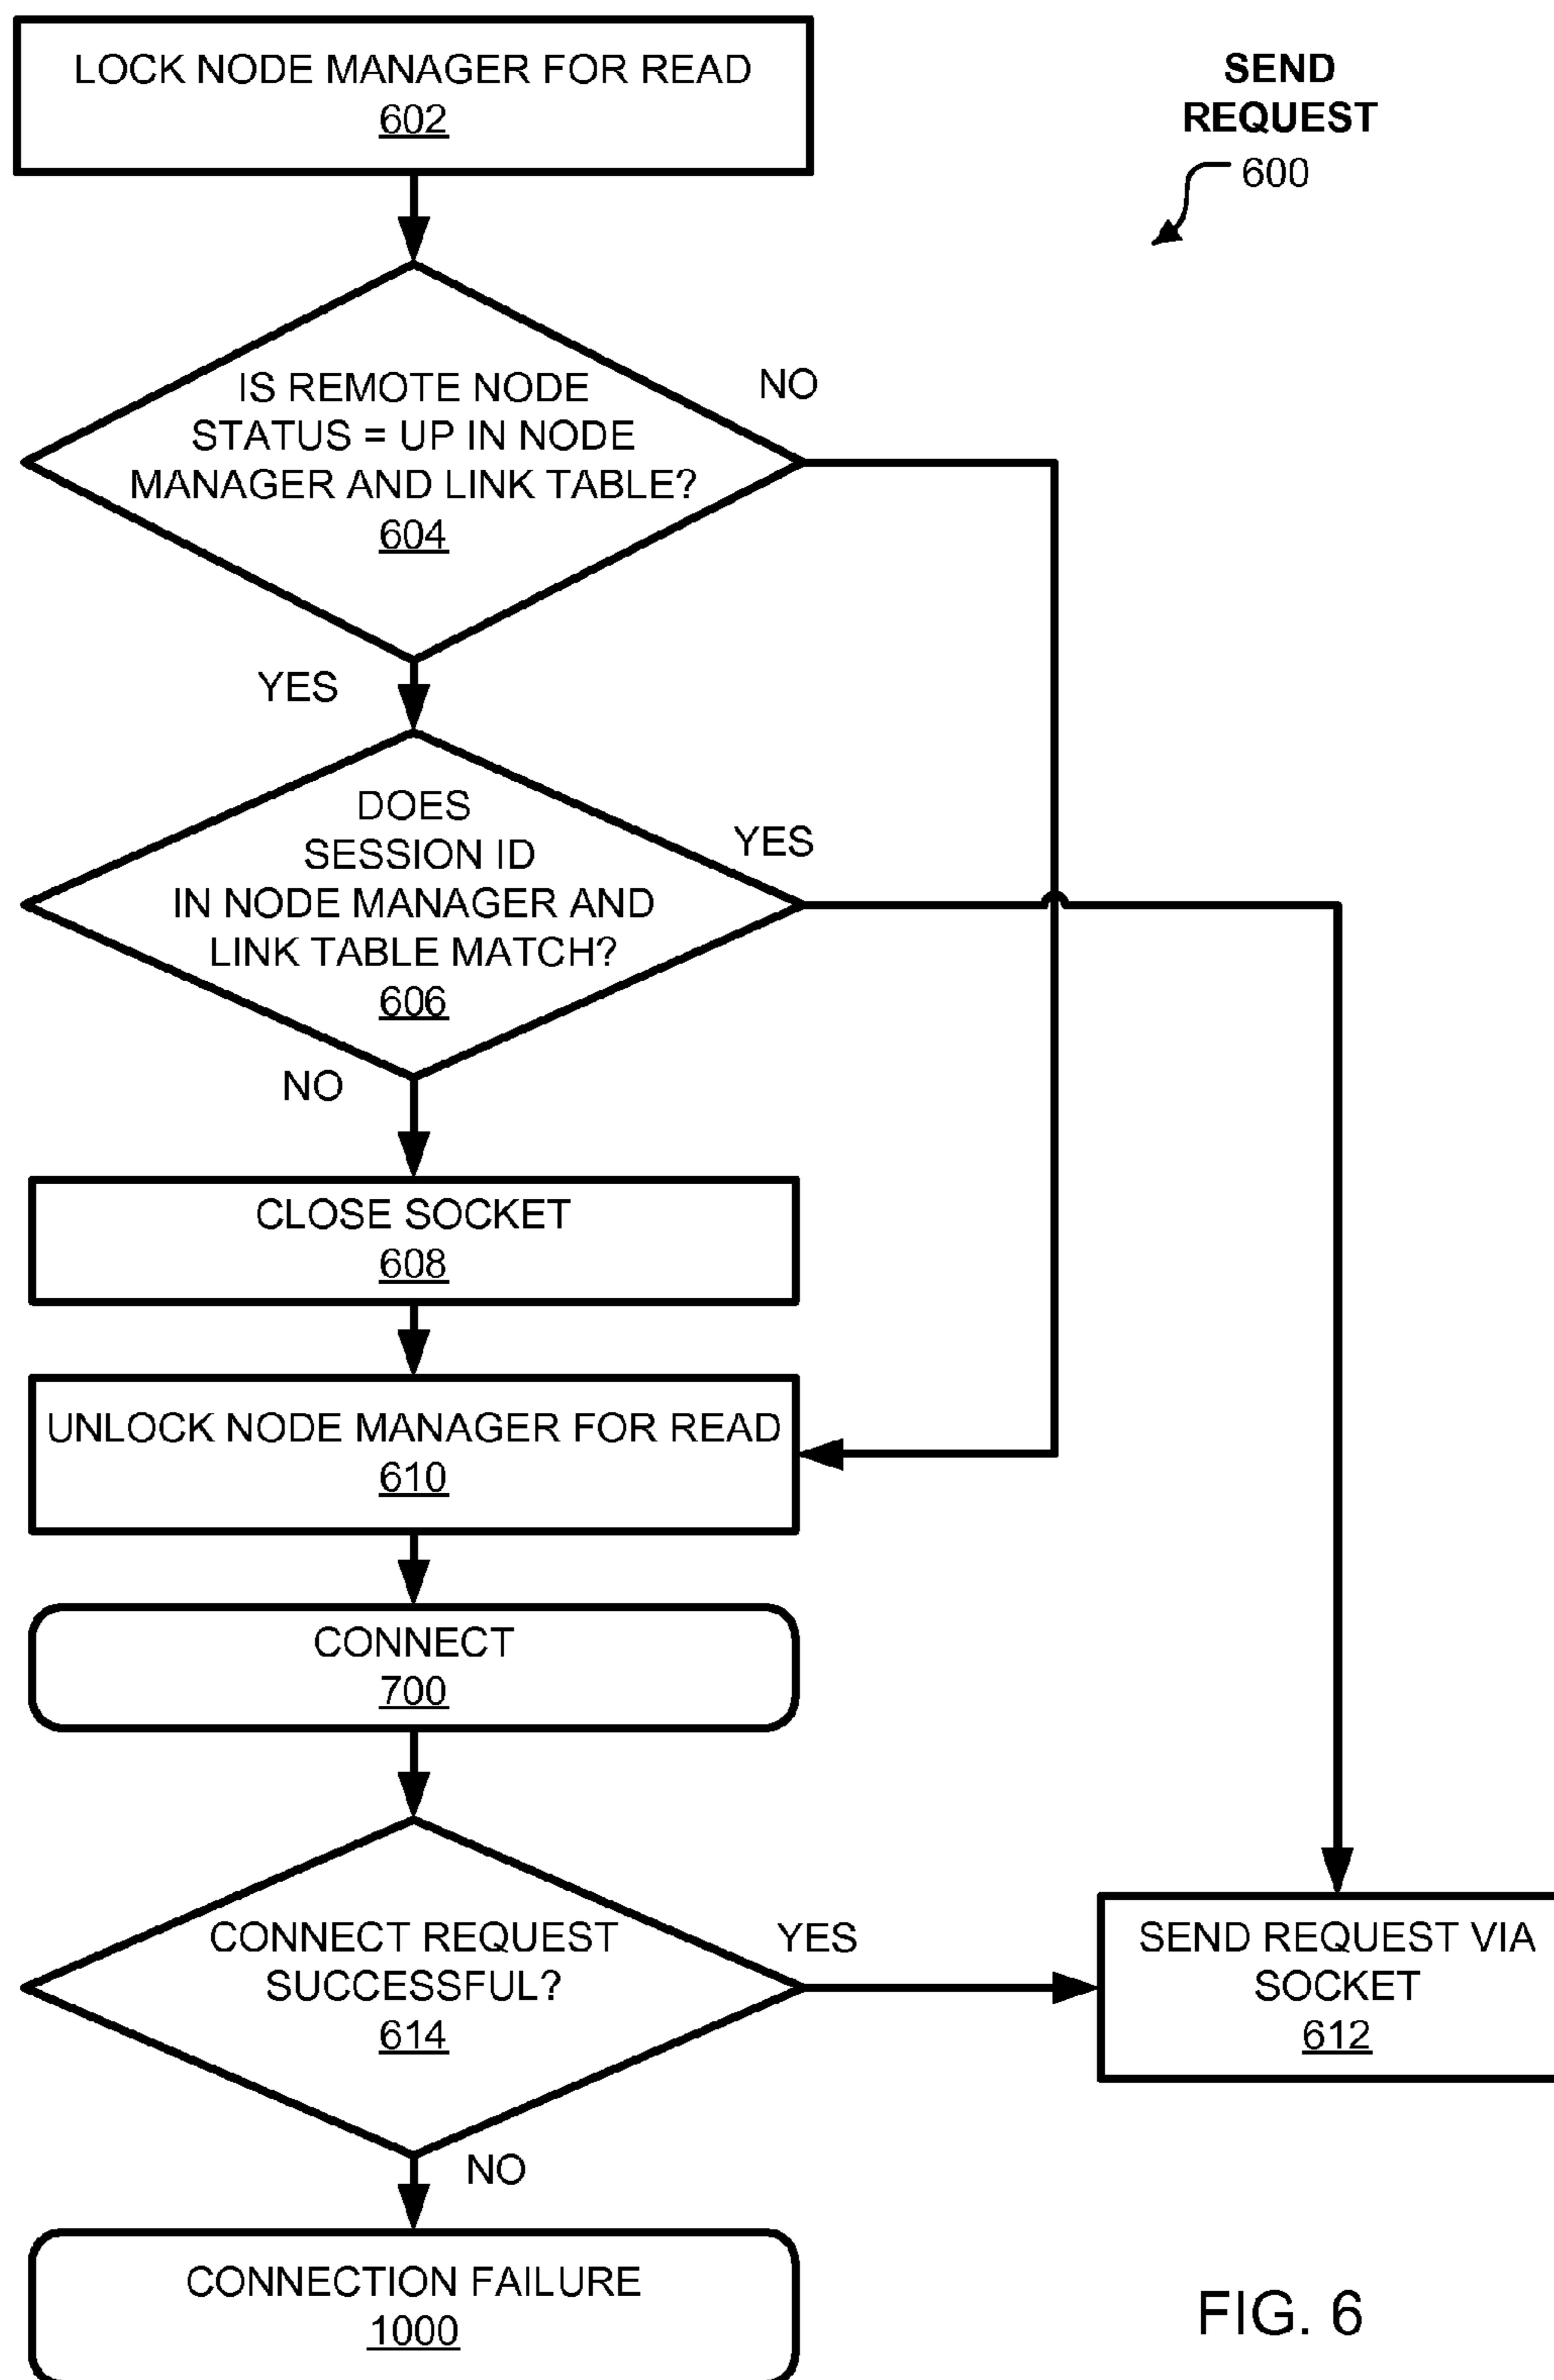 LOCK NODE MANAGER FOR READ
602
SEND
REQUEST
600
IS REMOTE NODE
STATUS = UP IN NODE
MANAGER AND LINK TABLE?
604
NO
YES
DOES
SESSION ID
IN NODE MANAGER AND
LINK TABLE MATCH?
606
YES
NO
CLOSE SOCKET
608
UNLOCK NODE MANAGER FOR READ
610
CONNECT
700
CONNECT REQUEST
SUCCESSFUL?
614
YES
SEND REQUEST VIA
SOCKET
612
NO
CONNECTION FAILURE
1000
FIG. 6